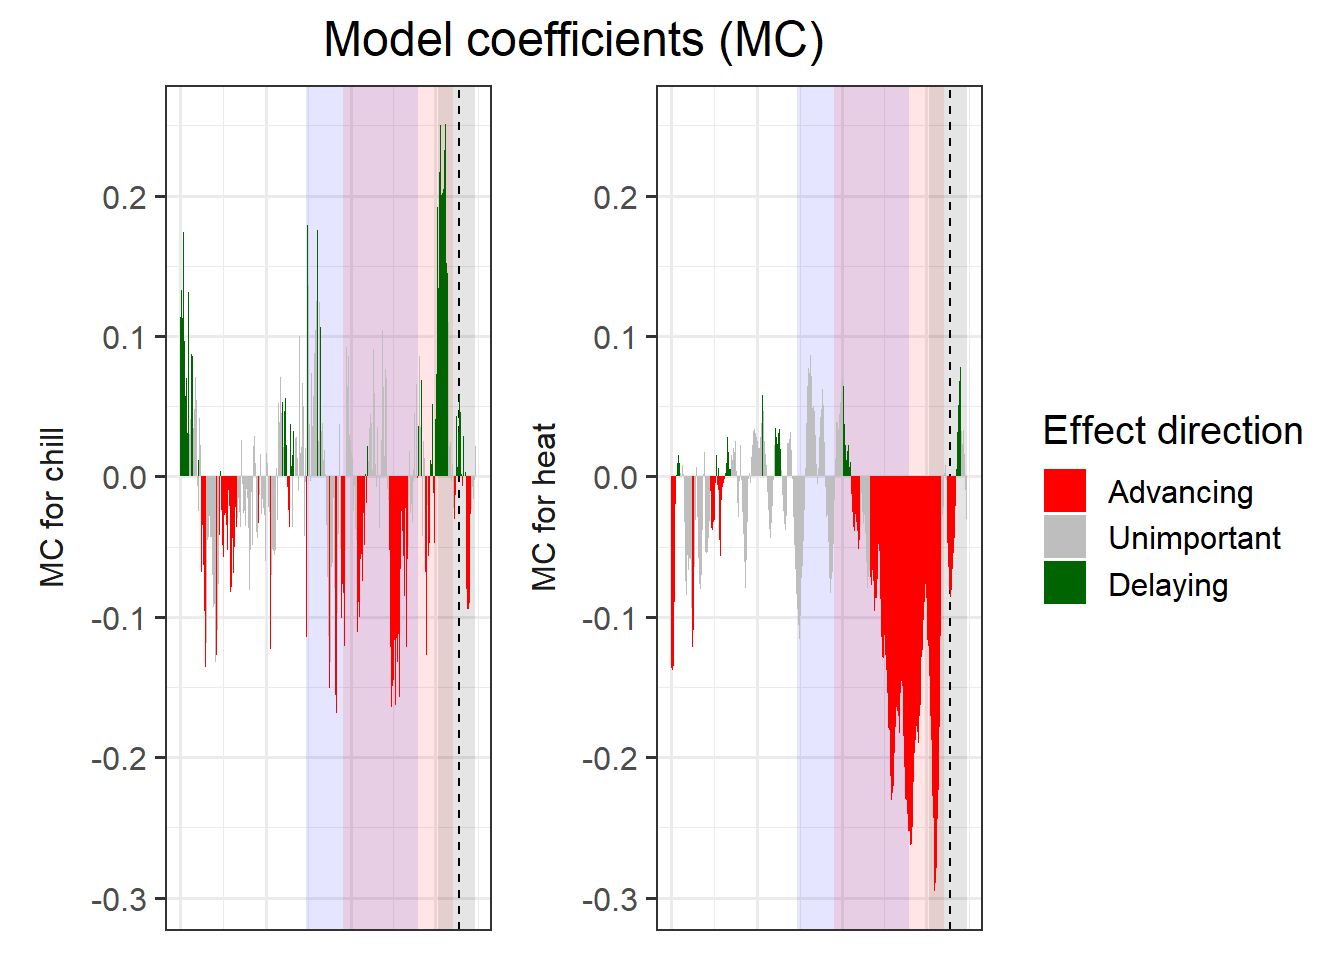 Model coefficients (MC)
MC for chill
0.2
0.1
0.0
-0.1
-0.2
-0.3
MC for heat
0.2
0.1
0.0
-0.1
-0.2
-0.3
Effect direction
Advancing
Unimportant
Delaying